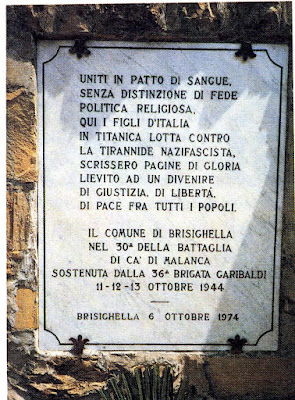 UNITI IN PATTO DI SANGUE,
SENZA DISTINZIONE DI FEDE
POLITICA RELIGIOSA,
QUI I FIGLI D'ITALIA
IN TITANICA LOTTA CONTRO
LA TIRANNIDE NAZIFASCISTA,
SCRISSERO PAGINE DI GLORIA
LIEVITO AD UN DIVENIRE
DI GIUSTIZIA, DI LIBERTÀ,
DI PACE FRA TUTTI I POPOLI.
IL COMUNE DI BRISIGHELLA
NEL 30º DELLA BATTAGLIA
DI CA' DI MALANCA
SOSTENUTA DALLA 36ª BRIGATA GARIBALDI
11-12-13 OTTOBRE 1944
BRISIGHELLA 6 OTTOBRE 1974